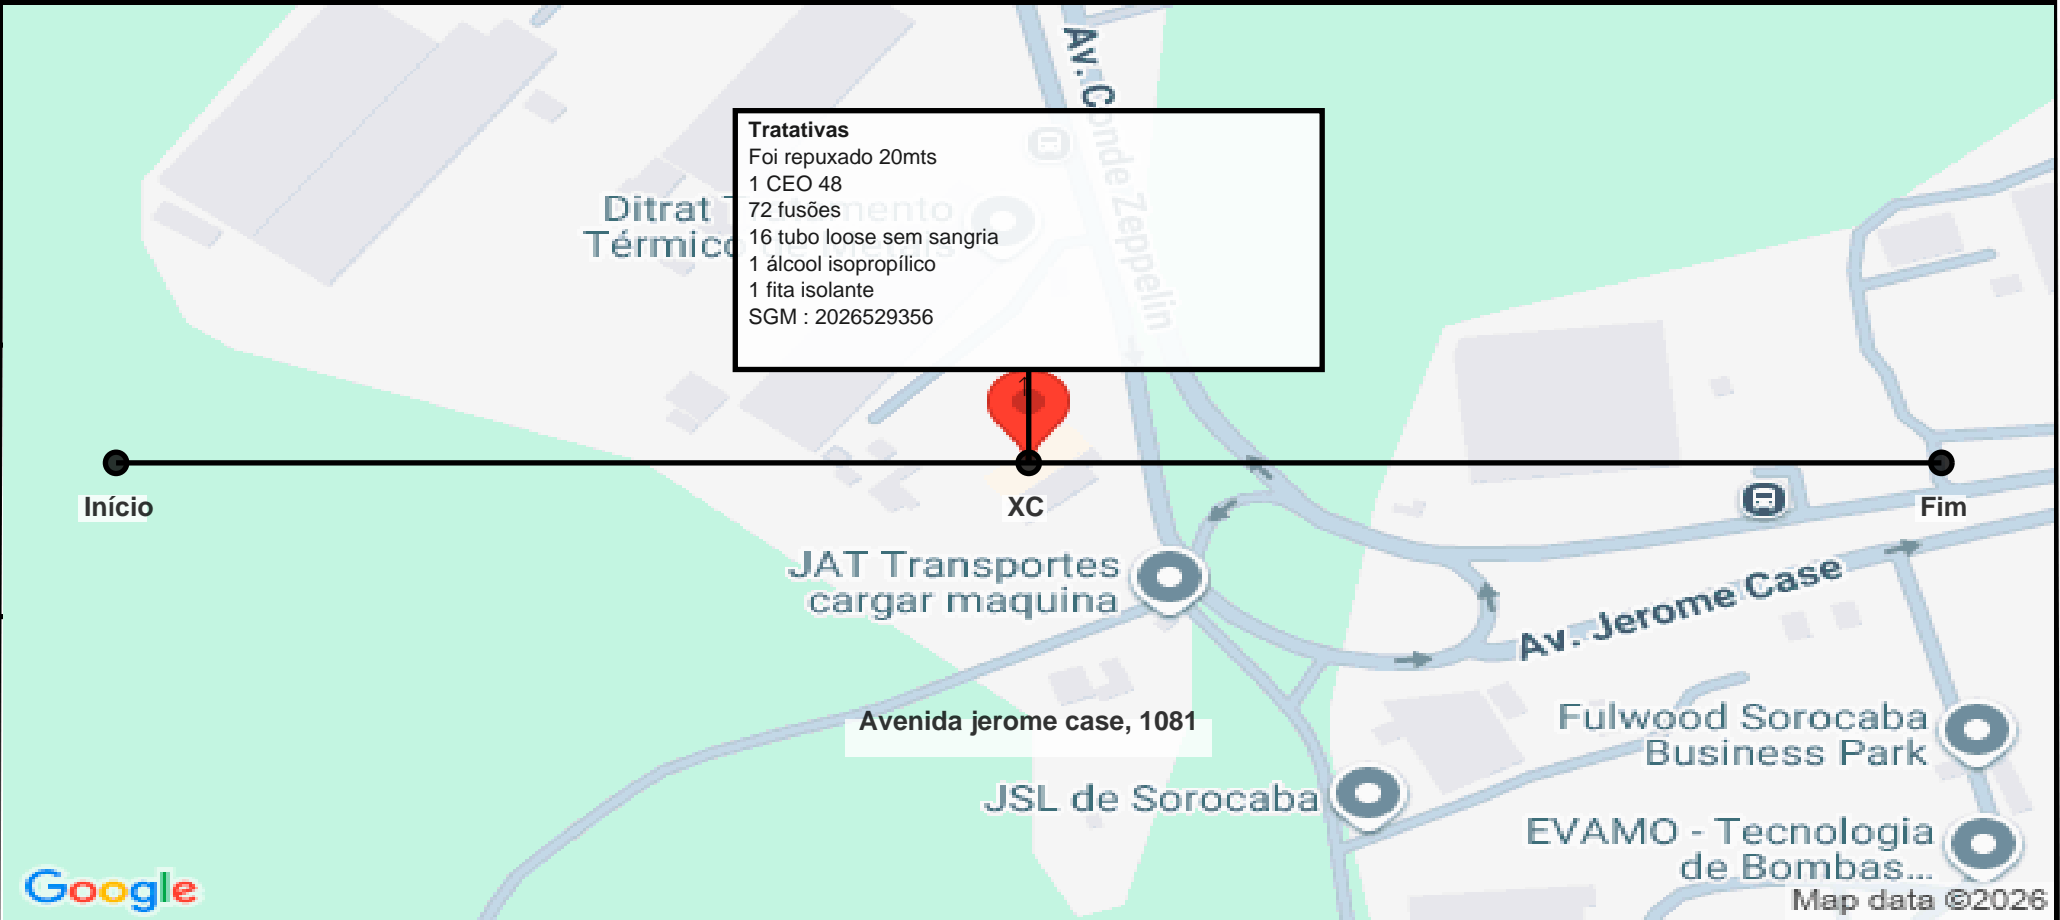 Av. Conde Zeppelin
Tratativas
Foi repuxado 20mts
1 CEO 48
72 fusões
16 tubo loose sem sangria
1 álcool isopropílico
1 fita isolante
SGM : 2026529356
Ditrat
Térmico
1
Início
XC
Fim
JAT Transportes
cargar maquina
Av. Jerome Case
Avenida jerome case, 1081
Fulwood Sorocaba
Business Park
JSL de Sorocaba
EVAMO - Tecnologia
de Bombas...
Google
Map data ©2026